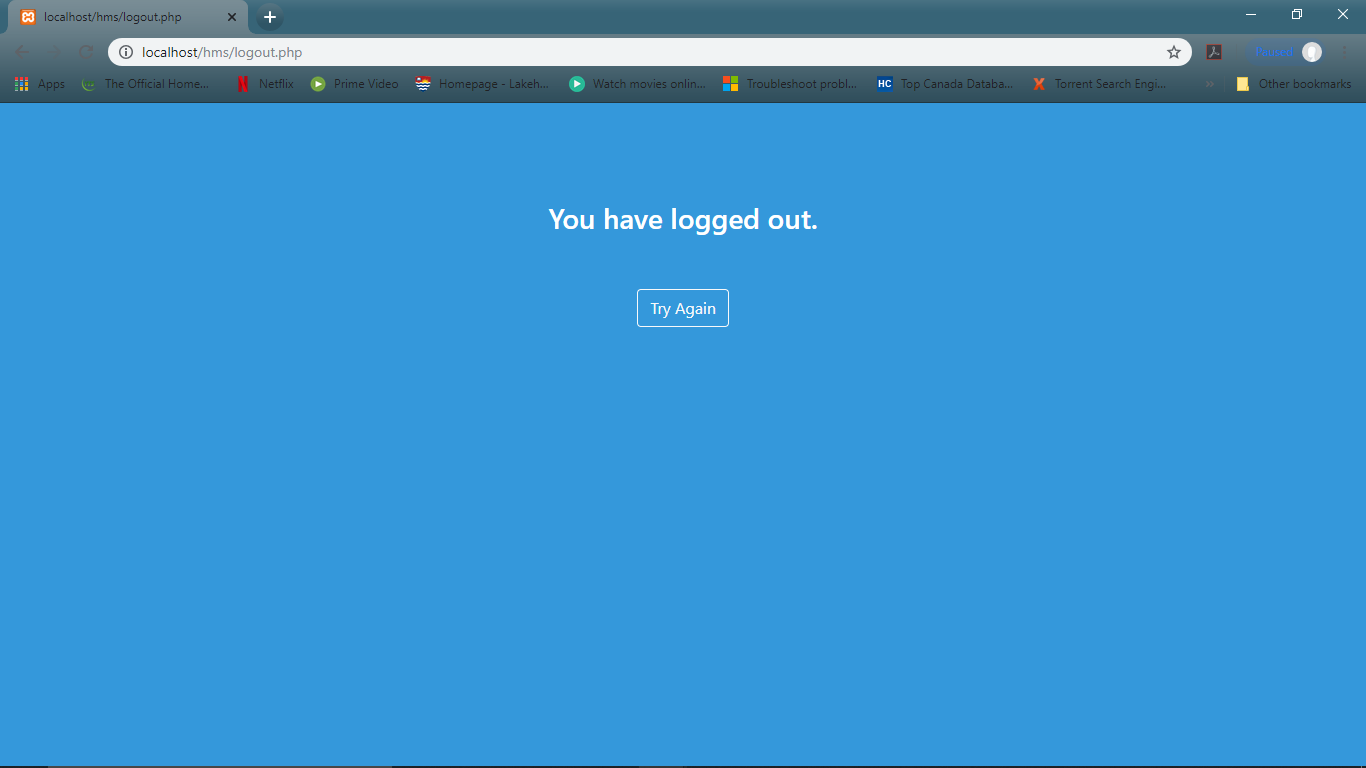 localhost/hms/logout.php
localhost/hms/logout.php
Paused
Apps The Official Home... Netflix Prime Video Homepage - Lakeh... Watch movies onlin... Troubleshoot probl... HC Top Canada Databa... Torrent Search Engi... » Other bookmarks
You have logged out.
Try Again